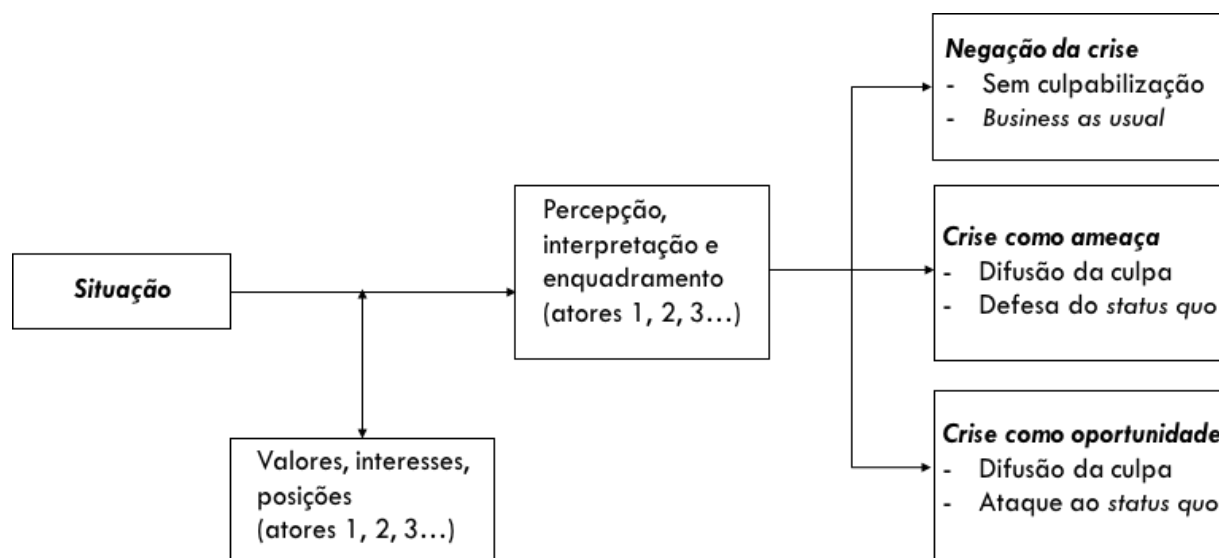 Situação
Valores, interesses,
posições
(atores 1, 2, 3...)
Percepção,
interpretação e
enquadramento
(atores 1, 2, 3...)
Negação da crise
- Sem culpabilização
- Business as usual
Crise como ameaça
- Difusão da culpa
- Defesa do status quo
Crise como oportunidade
- Difusão da culpa
- Ataque ao status quo